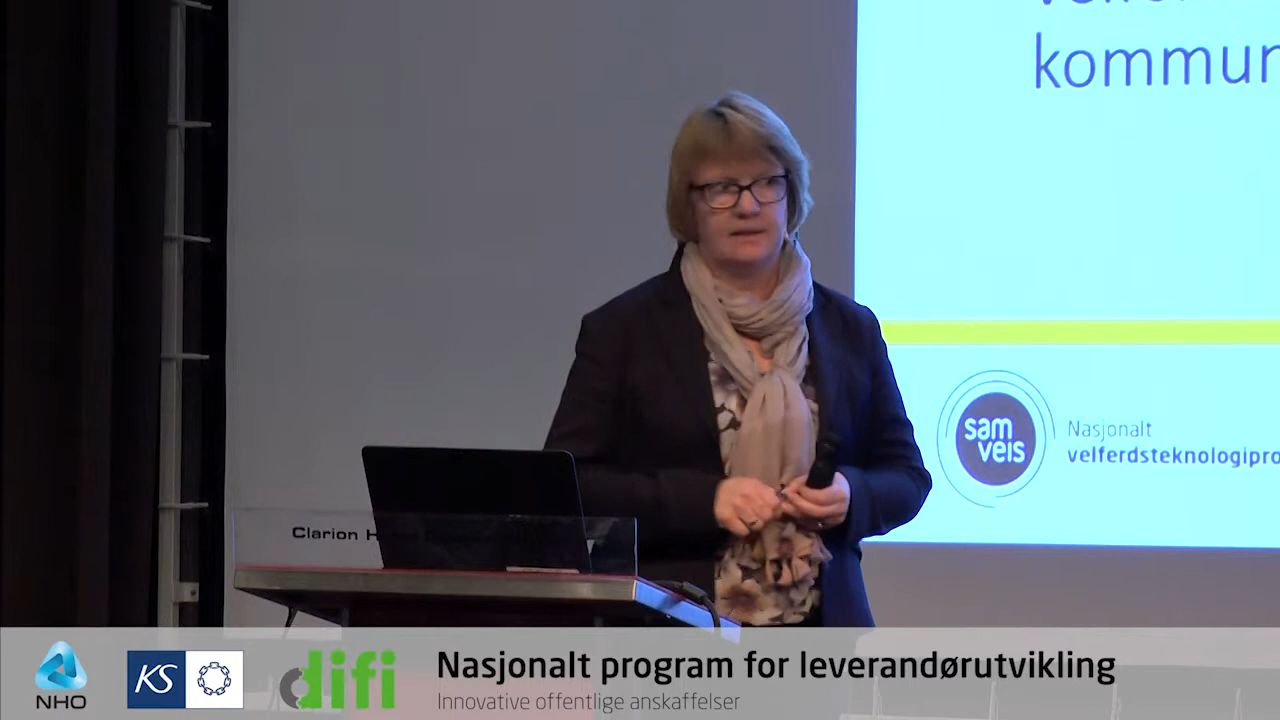 kommun
sam
veis
Nasjonalt
velferdsteknologipro
Clarion H
NHO
KS
difi
Nasjonalt program for leverandørutvikling
Innovative offentlige anskaffelser